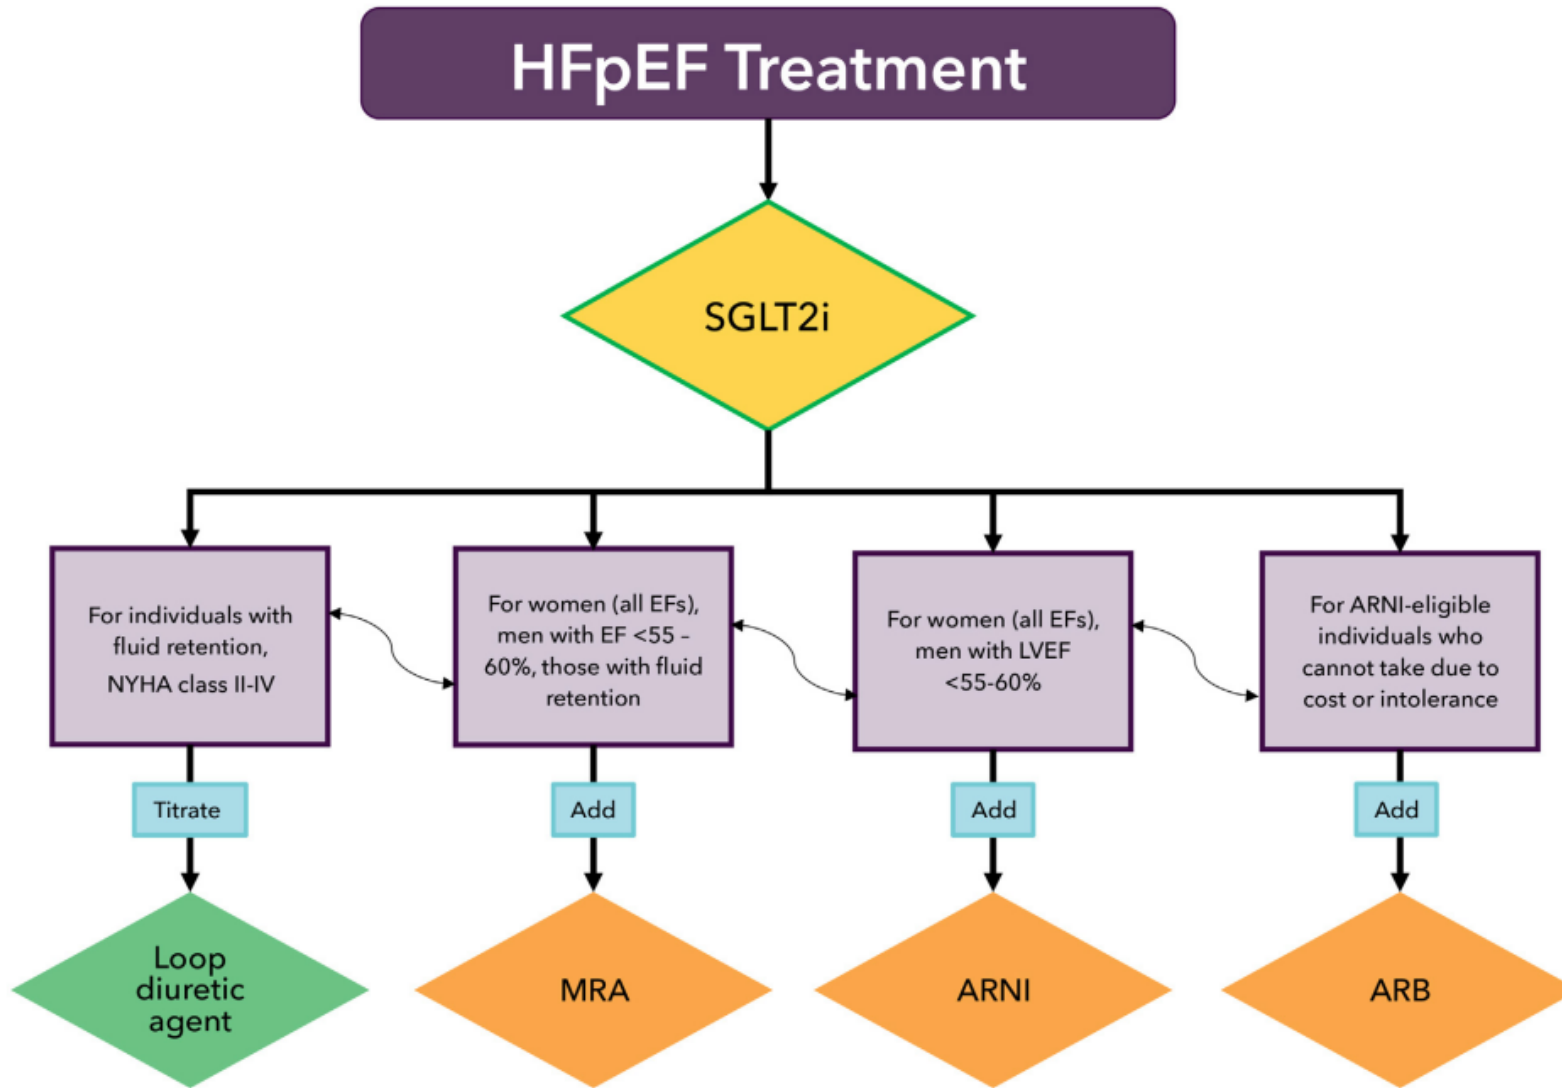 HFpEF Treatment
SGLT2i
For individuals with
fluid retention,
NYHA class II-IV
For women (all EFs),
men with EF <55 –
60%, those with fluid
retention
For women (all EFs),
men with LVEF
<55-60%
For ARNI-eligible
individuals who
cannot take due to
cost or intolerance
Titrate
Add
Add
Add
Loop
diuretic
agent
MRA
ARNI
ARB